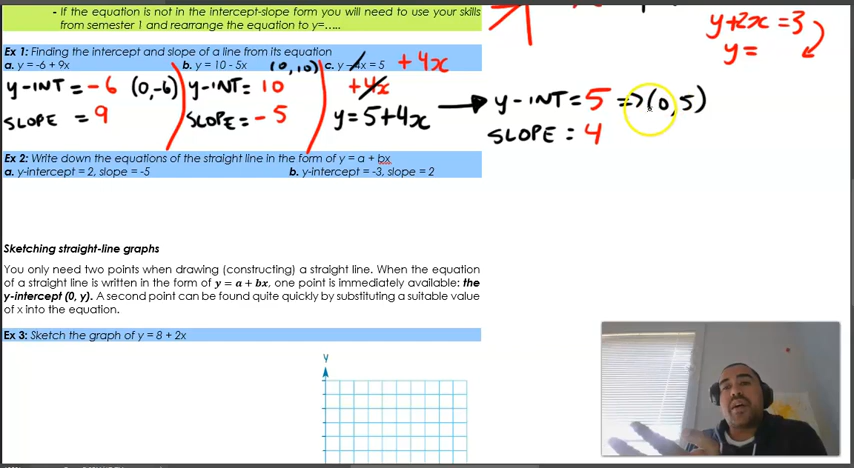 - If the equation is not in the intercept-slope form you will need to use your skills
from semester 1 and rearrange the equation to y=.....
y+2x=3
y=
Ex 1: Finding the intercept and slope of a line from its equation
a. y = -6 + 9x b. y = 10 - 5x (0,10) c. y - 4x = 5 + 4x
+4x
Y-INT = -6 (0,-6)
SLOPE = 9
Y-INT = 10
SLOPE = -5
y = 5+4x
Y-INT = 5 => (0,5)
SLOPE = 4
Ex 2: Write down the equations of the straight line in the form of y = a + bx
a. y-intercept = 2, slope = -5 b. y-intercept = -3, slope = 2
Sketching straight-line graphs
You only need two points when drawing (constructing) a straight line. When the equation
of a straight line is written in the form of y = a + bx, one point is immediately available: the
y-intercept (0, y). A second point can be found quite quickly by substituting a suitable value
of x into the equation.
Ex 3: Sketch the graph of y = 8 + 2x
y